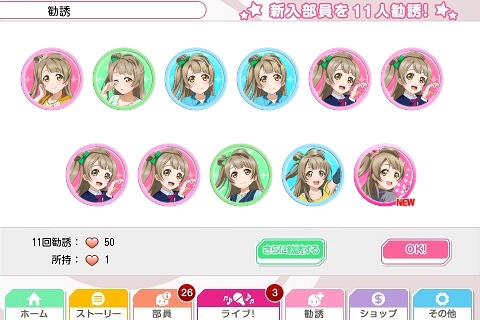 勧誘
新入部員を11人勧誘!
NEW
11回勧誘: 50
所持: 1
さらに勧誘する
OK!
26
3
ホーム
ストーリー
部員
ライブ!
勧誘
ショップ
その他